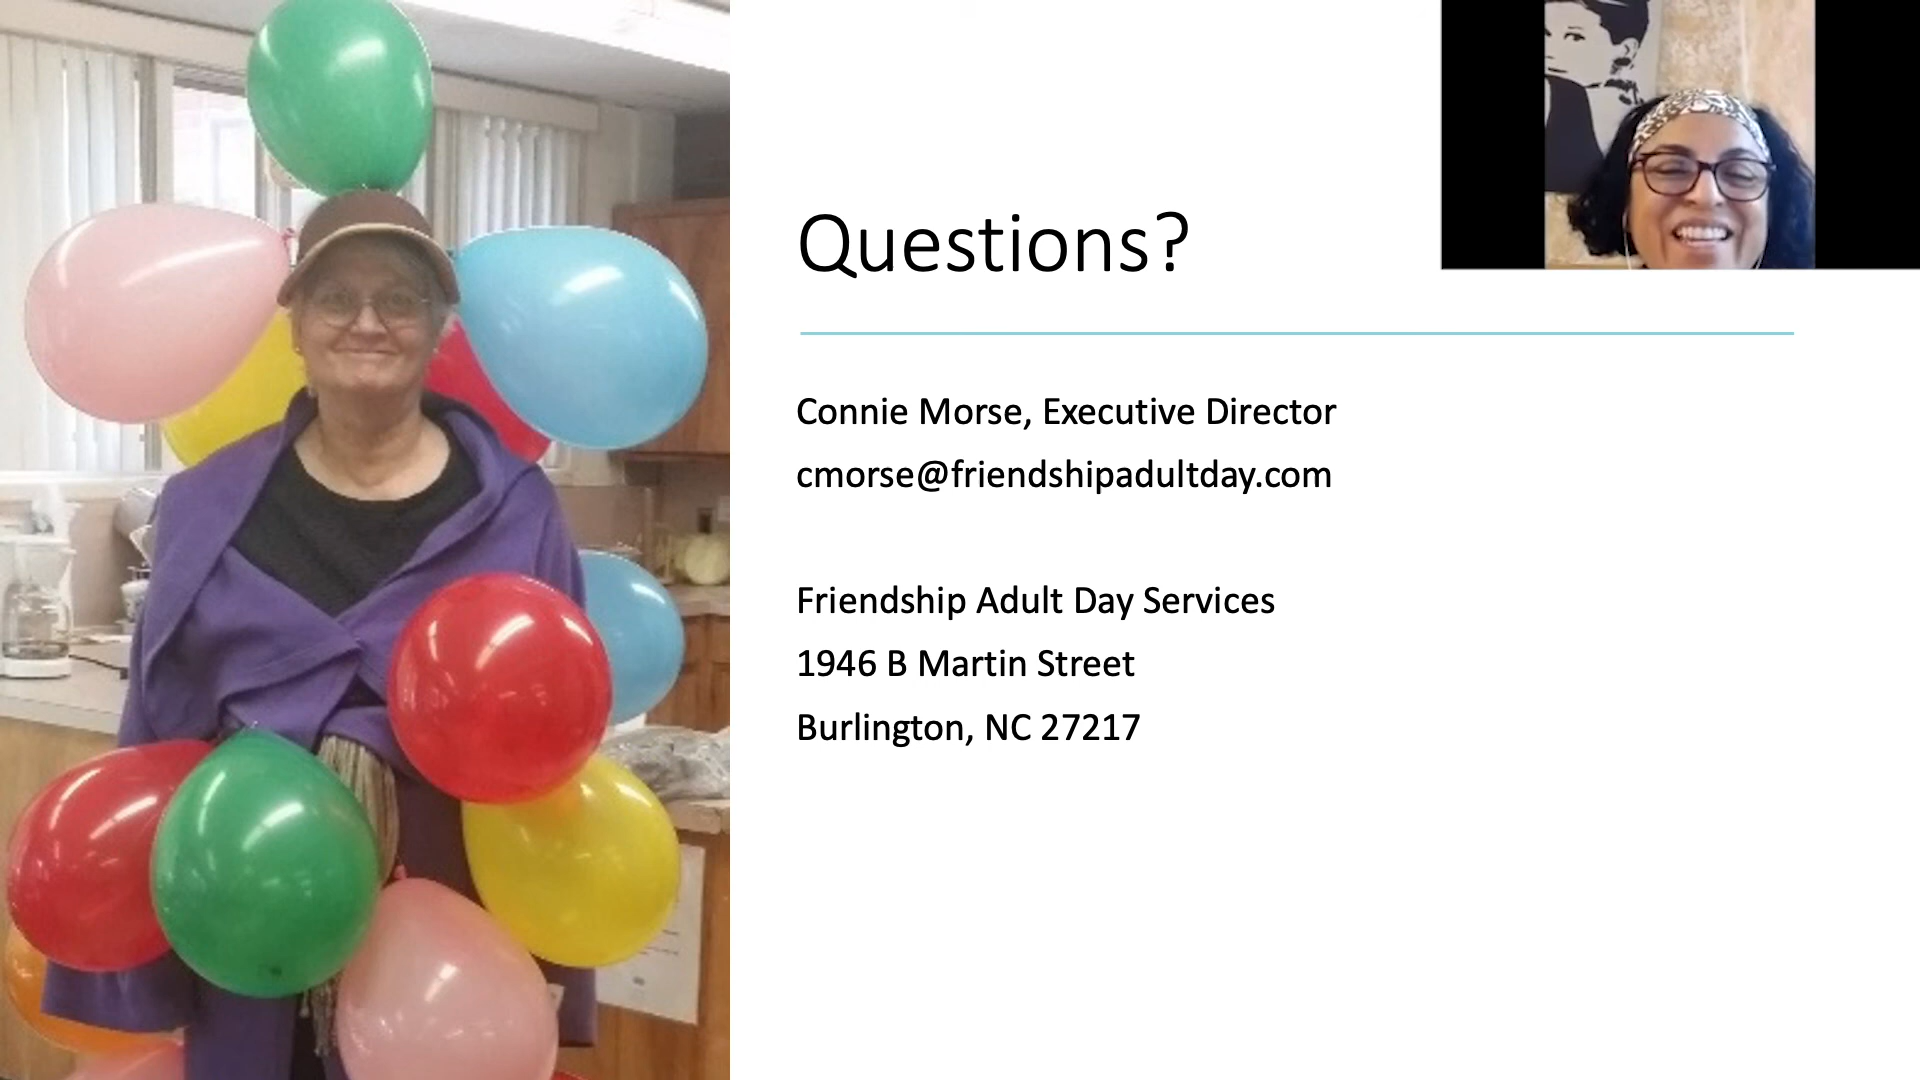 Questions?
Connie Morse, Executive Director
cmorse@friendshipadultday.com
Friendship Adult Day Services
1946 B Martin Street
Burlington, NC 27217